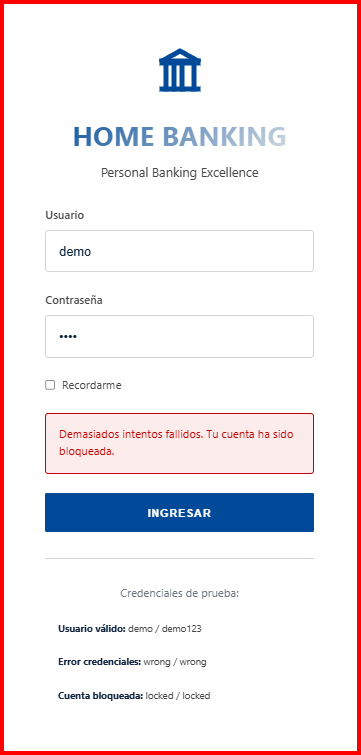 HOME BANKING
Personal Banking Excellence
Usuario
demo
Contraseña
••••
Recordarme
Demasiados intentos fallidos. Tu cuenta ha sido
bloqueada.
INGRESAR
Credenciales de prueba:
Usuario válido: demo / demo123
Error credenciales: wrong / wrong
Cuenta bloqueada: locked / locked